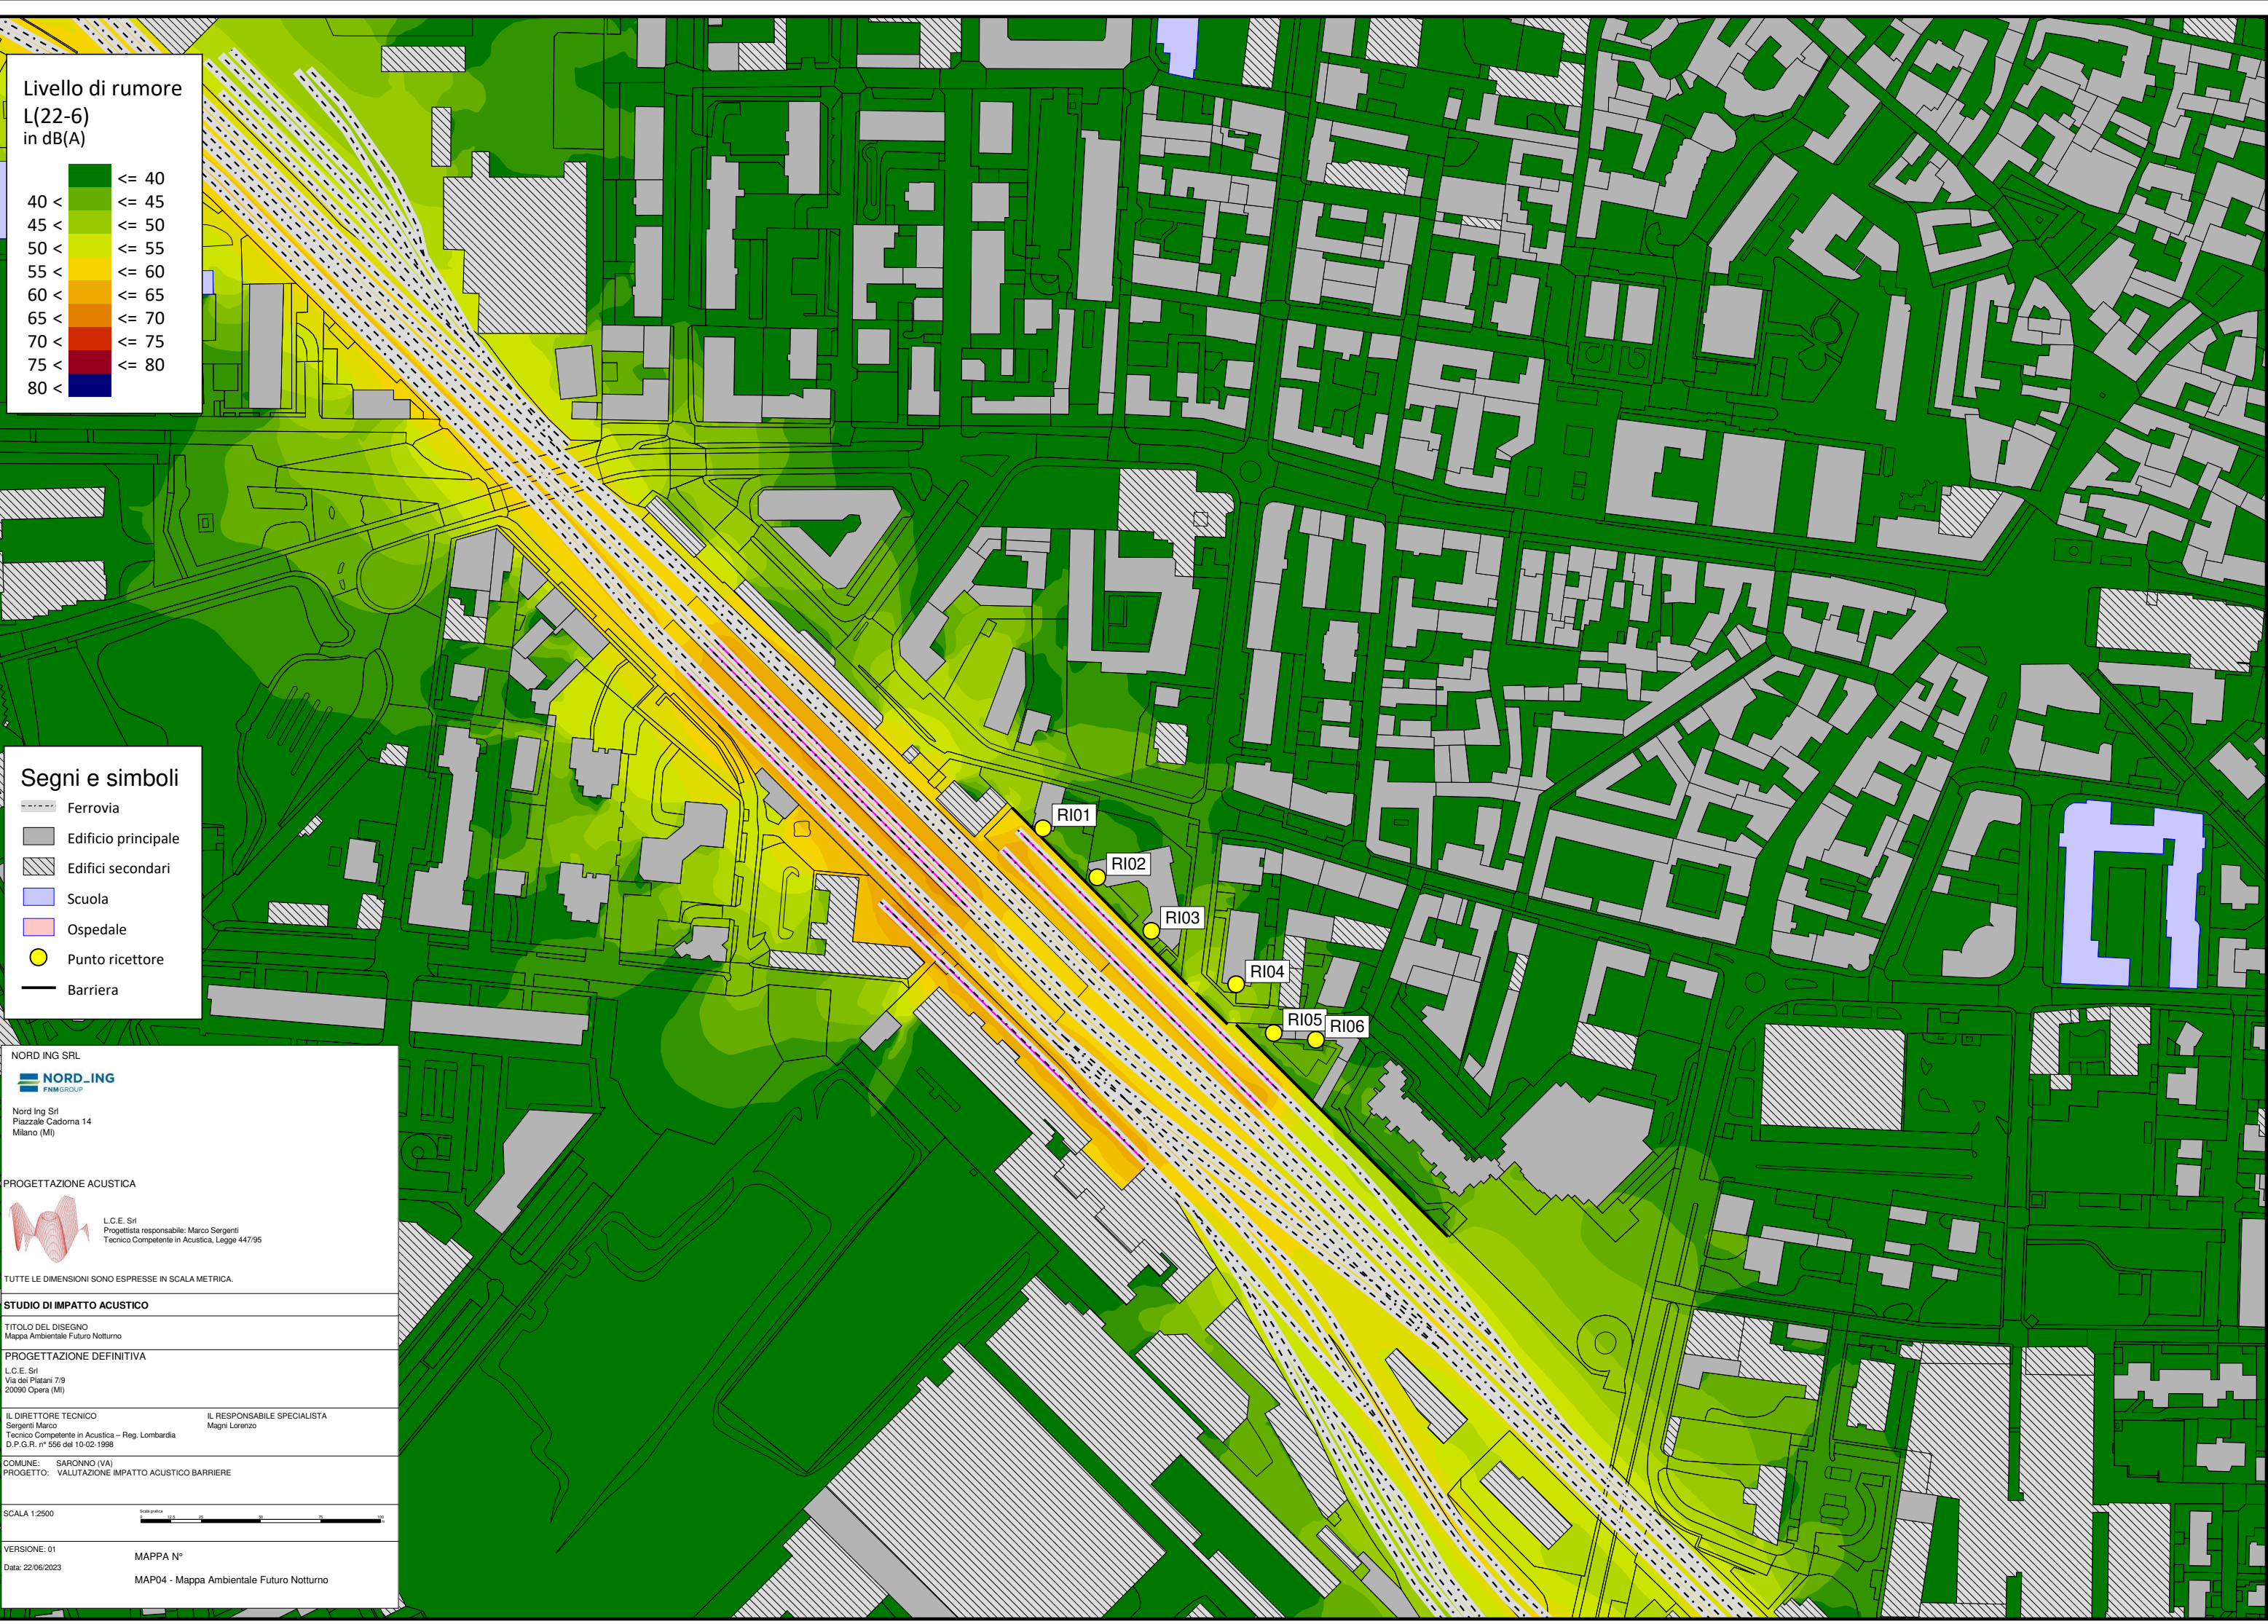 Livello di rumore
L(22-6)
in dB(A)
<= 40
40 < <= 45
45 < <= 50
50 < <= 55
55 < <= 60
60 < <= 65
65 < <= 70
70 < <= 75
75 < <= 80
80 <
Segni e simboli
Ferrovia
Edificio principale
Edifici secondari
Scuola
Ospedale
Punto ricettore
Barriera
RI01
RI02
RI03
RI04
RI05
RI06
NORD ING SRL
NORD_ING
FNMGROUP
Nord Ing Srl
Piazzale Cadorna 14
Milano (MI)
PROGETTAZIONE ACUSTICA
L.C.E. Srl
Progettista responsabile: Marco Sergenti
Tecnico Competente in Acustica, Legge 447/95
TUTTE LE DIMENSIONI SONO ESPRESSE IN SCALA METRICA.
STUDIO DI IMPATTO ACUSTICO
TITOLO DEL DISEGNO
Mappa Ambientale Futuro Notturno
PROGETTAZIONE DEFINITIVA
L.C.E. Srl
Via dei Platani 7/9
20090 Opera (MI)
IL DIRETTORE TECNICO IL RESPONSABILE SPECIALISTA
Sergenti Marco Magni Lorenzo
Tecnico Competente in Acustica – Reg. Lombardia
D.P.G.R. n° 556 del 10-02-1998
COMUNE: SARONNO (VA)
PROGETTO: VALUTAZIONE IMPATTO ACUSTICO BARRIERE
SCALA 1:2500
Scala grafica
VERSIONE: 01
Data: 22/06/2023
MAPPA N°
MAP04 - Mappa Ambientale Futuro Notturno